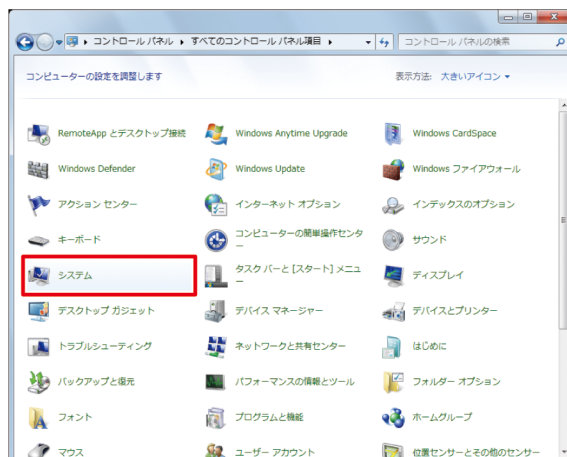 コントロール パネル ▸ すべてのコントロール パネル項目 ▸ コントロール パネルの検索
コンピューターの設定を調整します 表示方法: 大きいアイコン
RemoteApp とデスクトップ接続 Windows Anytime Upgrade Windows CardSpace
Windows Defender Windows Update Windows ファイアウォール
アクション センター インターネット オプション インデックスのオプション
キーボード コンピューターの簡単操作センタ
ー サウンド
システム タスク バーと [スタート] メニュ
ー ディスプレイ
デスクトップ ガジェット デバイス マネージャー デバイスとプリンター
トラブルシューティング ネットワークと共有センター はじめに
バックアップと復元 パフォーマンスの情報とツール フォルダー オプション
フォント プログラムと機能 ホームグループ
マウス ユーザー アカウント 位置センサーとその他のセンサー